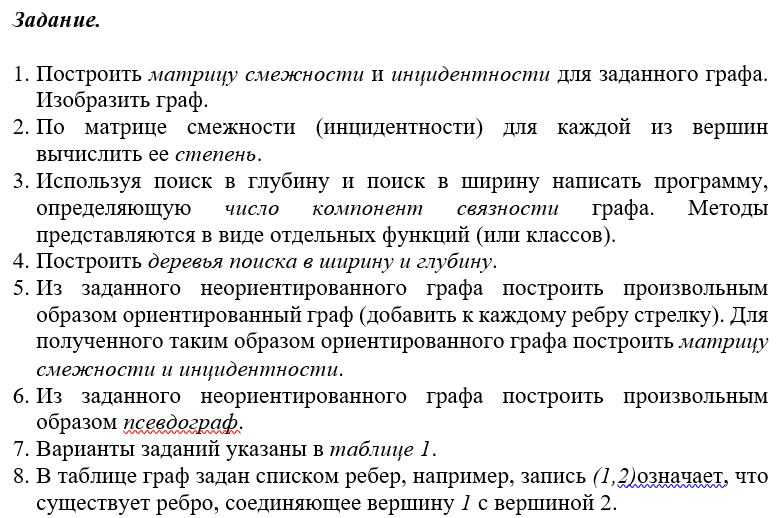 Задание.
1. Построить матрицу смежности и инцидентности для заданного графа.
Изобразить граф.
2. По матрице смежности (инцидентности) для каждой из вершин
вычислить ее степень.
3. Используя поиск в глубину и поиск в ширину написать программу,
определяющую число компонент связности графа. Методы
представляются в виде отдельных функций (или классов).
4. Построить деревья поиска в ширину и глубину.
5. Из заданного неориентированного графа построить произвольным
образом ориентированный граф (добавить к каждому ребру стрелку). Для
полученного таким образом ориентированного графа построить матрицу
смежности и инцидентности.
6. Из заданного неориентированного графа построить произвольным
образом псевдограф.
7. Варианты заданий указаны в таблице 1.
8. В таблице граф задан списком ребер, например, запись (1,2)означает, что
существует ребро, соединяющее вершину 1 с вершиной 2.